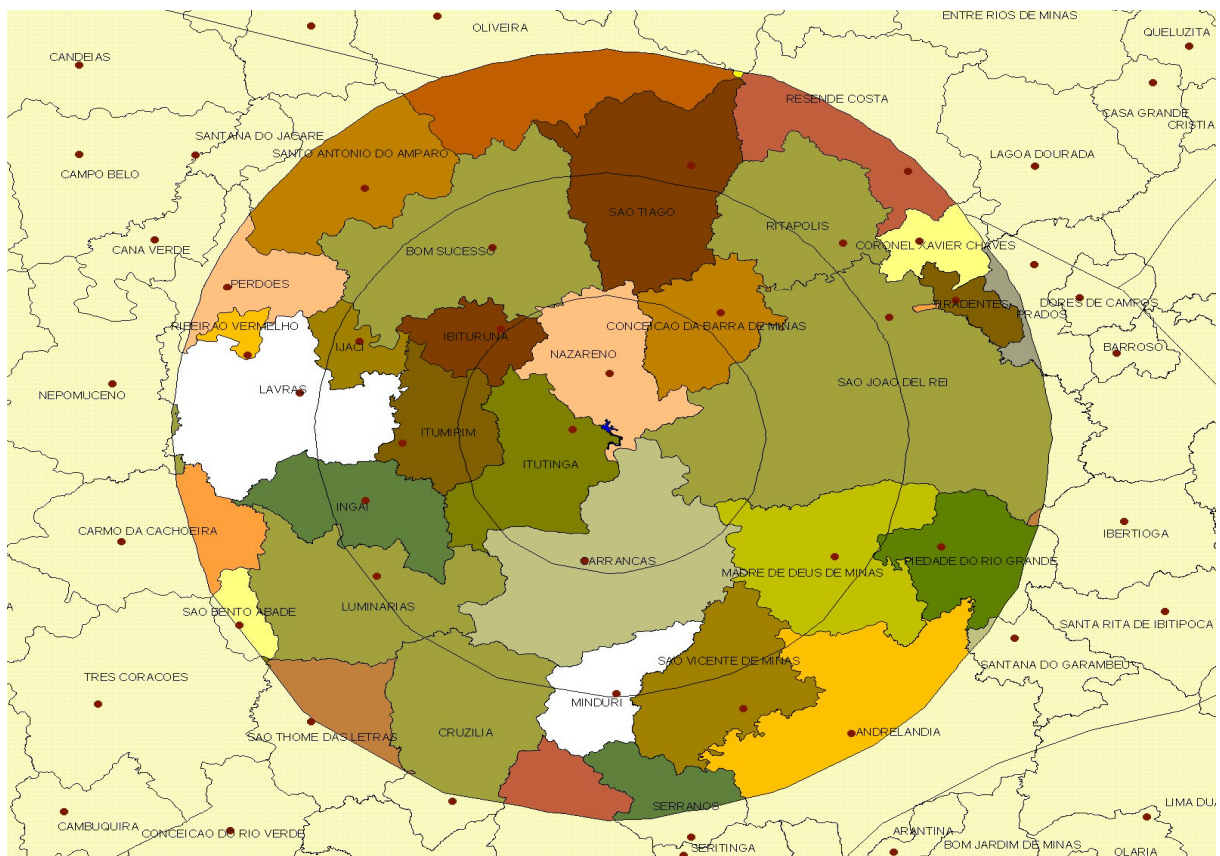 ENTRE RIOS DE MINAS
OLIVEIRA
QUELUZITA
CANDEIAS
RESENDE COSTA
CASA GRANDE
CRISTIA
SANTANA DO JACARE
SANTO ANTONIO DO AMPARO
LAGOA DOURADA
CAMPO BELO
SAO TIAGO
RITAPOLIS
CANA VERDE
BOM SUCESSO
CORONEL XAVIER CHAVES
PERDOES
TIRADENTES
DORES DE CAMPOS
PRADOS
RIBEIRAO VERMELHO
CONCEICAO DA BARRA DE MINAS
IBITURUNA
IJACI
BARROSO
NAZARENO
SAO JOAO DEL REI
LAVRAS
NEPOMUCENO
ITUMIRIM
ITUTINGA
INGAI
CARMO DA CACHOEIRA
IBERTIOGA
CARRANCAS
PIEDADE DO RIO GRANDE
MADRE DE DEUS DE MINAS
LUMINARIAS
SAO BENTO ABADE
SANTA RITA DE IBITIPOCA
SAO VICENTE DE MINAS
SANTANA DO GARAMBEU
TRES CORACOES
MINDURI
CRUZILIA
ANDRELANDIA
SAO THOME DAS LETRAS
SERRANOS
LIMA DUA
CAMBUQUIRA
CONCEICAO DO RIO VERDE
ARANTINA
BOM JARDIM DE MINAS
SERITINGA
OLARIA